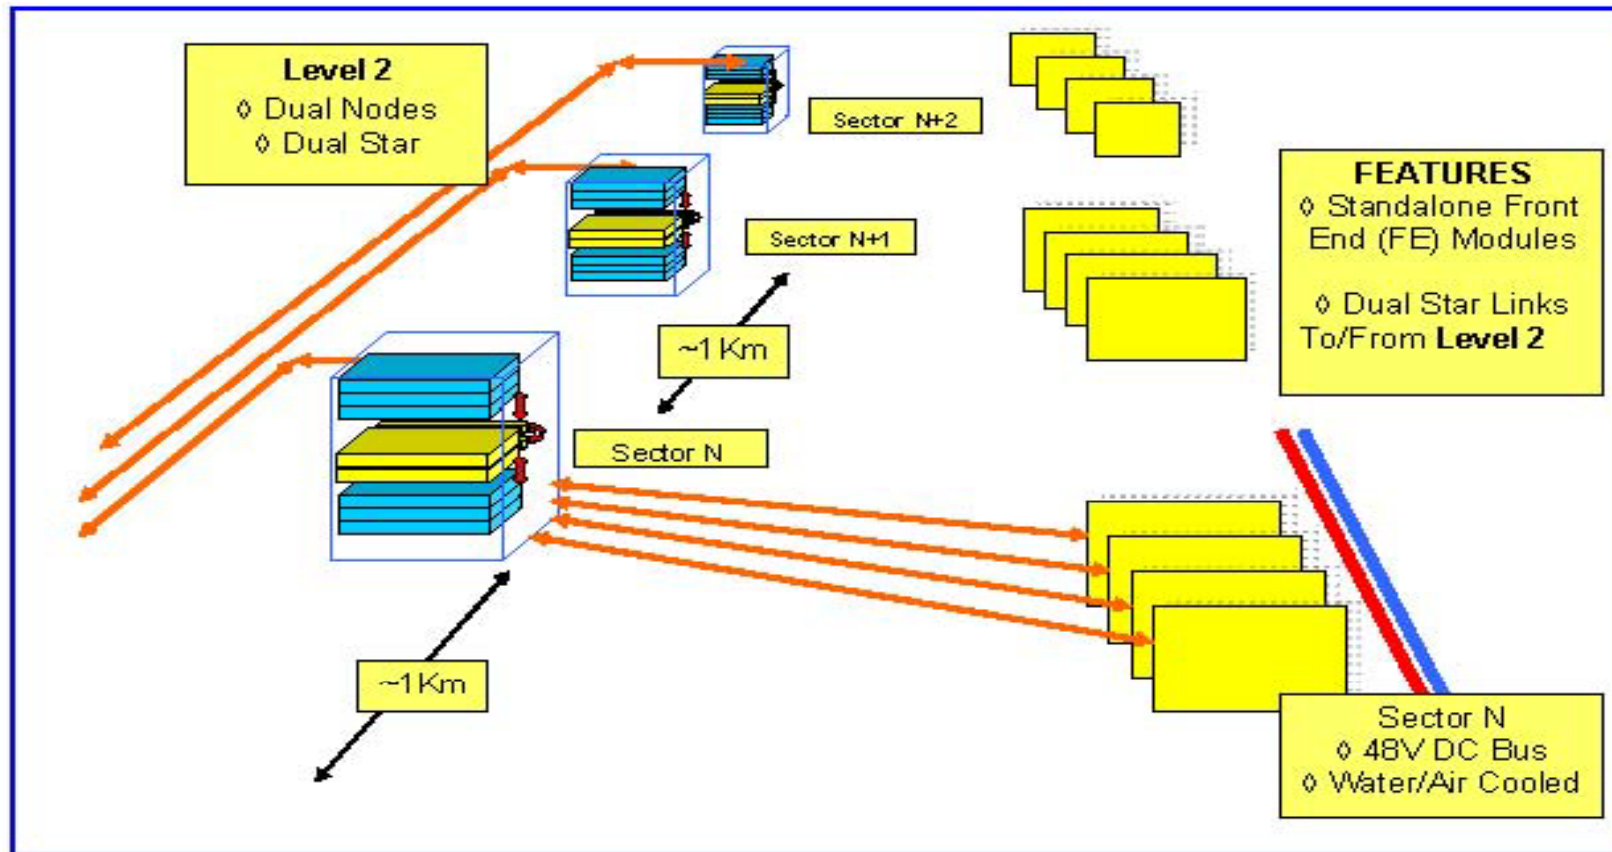 Level 2
◊ Dual Nodes
◊ Dual Star
Sector N+2
Sector N+1
~1 Km
Sector N
~1 Km
FEATURES
◊ Standalone Front
End (FE) Modules
◊ Dual Star Links
To/From Level 2
Sector N
◊ 48V DC Bus
◊ Water/Air Cooled